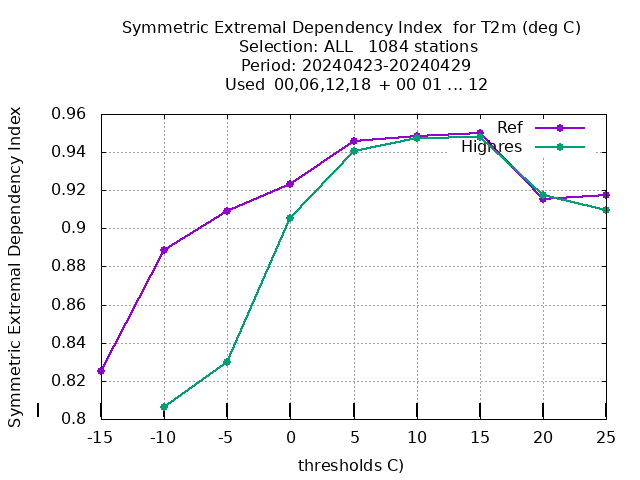 Symmetric Extremal Dependency Index  for T2m (deg C)
Selection: ALL   1084 stations
Period: 20240423-20240429
Used  00,06,12,18 + 00 01 ... 12
Symmetric Extremal Dependency Index
0.96
0.94
0.92
0.9
0.88
0.86
0.84
0.82
0.8
Ref
Highres
-15 -10 -5 0 5 10 15 20 25
thresholds C)